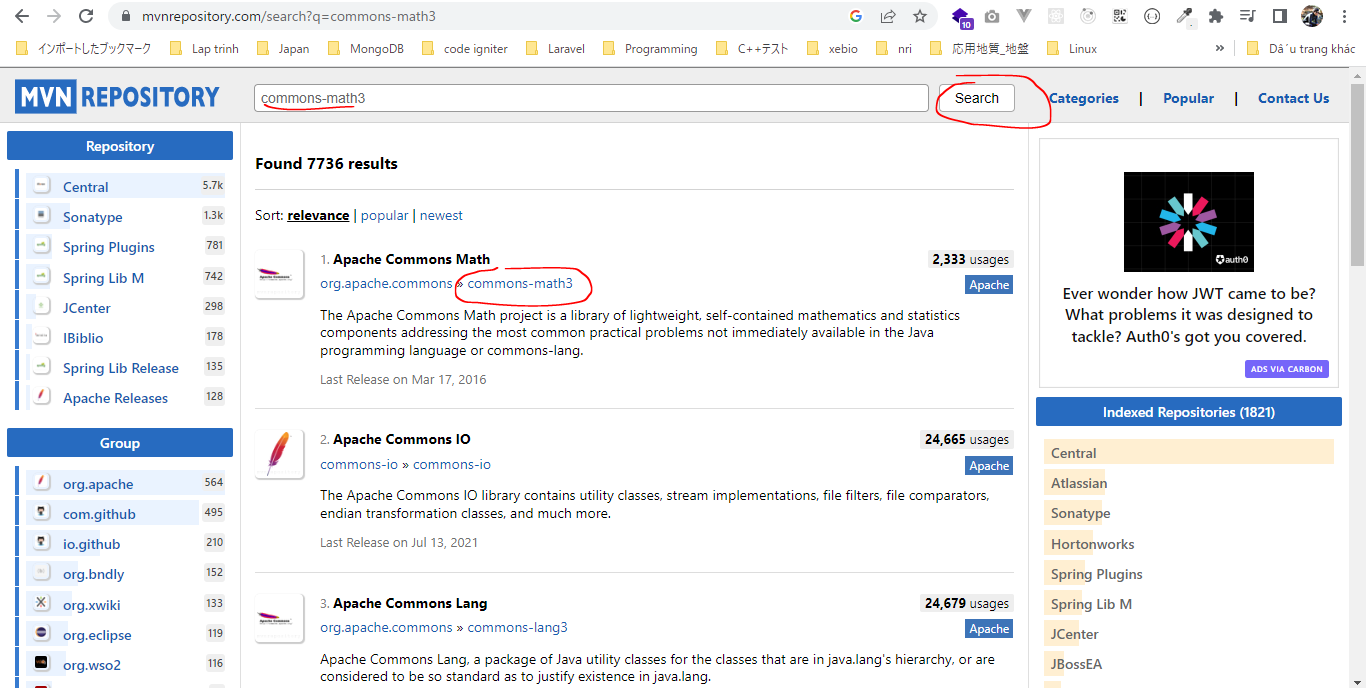 mvnrepository.com/search?q=commons-math3
10
インポートしたブックマーク Lap trinh Japan MongoDB code igniter Laravel Programming C++テスト xebio nri 応用地質_地盤 Linux » Dấu trang khác
MVN REPOSITORY commons-math3 Search Categories | Popular | Contact Us
Repository
Central 5.7k
Sonatype 1.3k
Spring Plugins 781
Spring Lib M 742
JCenter 298
IBiblio 178
Spring Lib Release 135
Apache Releases 128
Group
org.apache 564
com.github 495
io.github 210
org.bndly 152
org.xwiki 133
org.eclipse 119
org.wso2 116
Found 7736 results
Sort: relevance | popular | newest
1. Apache Commons Math 2,333 usages
org.apache.commons » commons-math3 Apache
The Apache Commons Math project is a library of lightweight, self-contained mathematics and statistics
components addressing the most common practical problems not immediately available in the Java
programming language or commons-lang.
Last Release on Mar 17, 2016
2. Apache Commons IO 24,665 usages
commons-io » commons-io Apache
The Apache Commons IO library contains utility classes, stream implementations, file filters, file comparators,
endian transformation classes, and much more.
Last Release on Jul 13, 2021
3. Apache Commons Lang 24,679 usages
org.apache.commons » commons-lang3 Apache
Apache Commons Lang, a package of Java utility classes for the classes that are in java.lang's hierarchy, or are
considered to be so standard as to justify existence in java.lang.
auth0
Ever wonder how JWT came to be?
What problems it was designed to
tackle? Auth0's got you covered.
ADS VIA CARBON
Indexed Repositories (1821)
Central
Atlassian
Sonatype
Hortonworks
Spring Plugins
Spring Lib M
JCenter
JBossEA